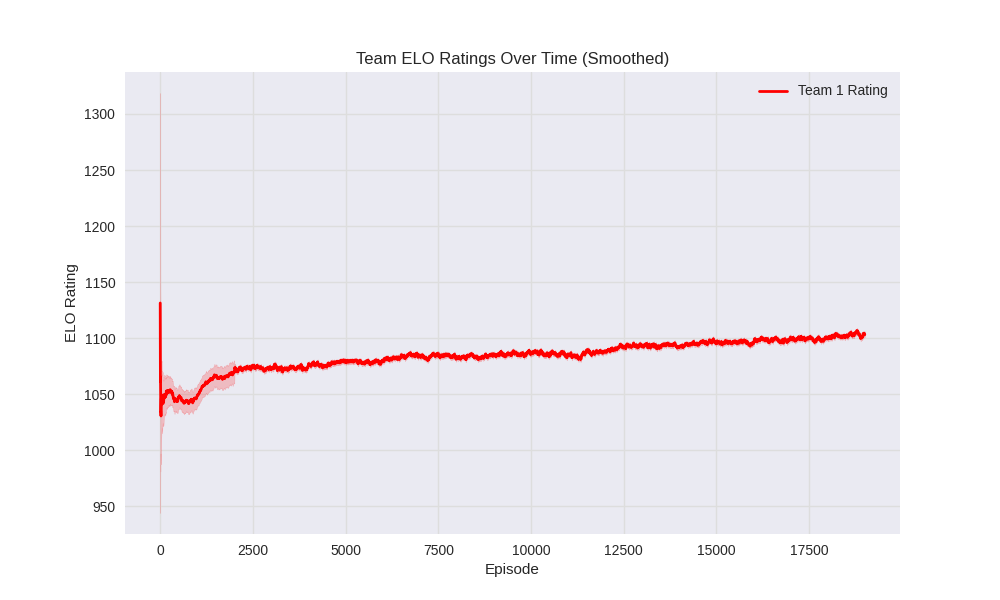 Team ELO Ratings Over Time (Smoothed)
Team 1 Rating
ELO Rating
1300
1250
1200
1150
1100
1050
1000
950
0 2500 5000 7500 10000 12500 15000 17500
Episode